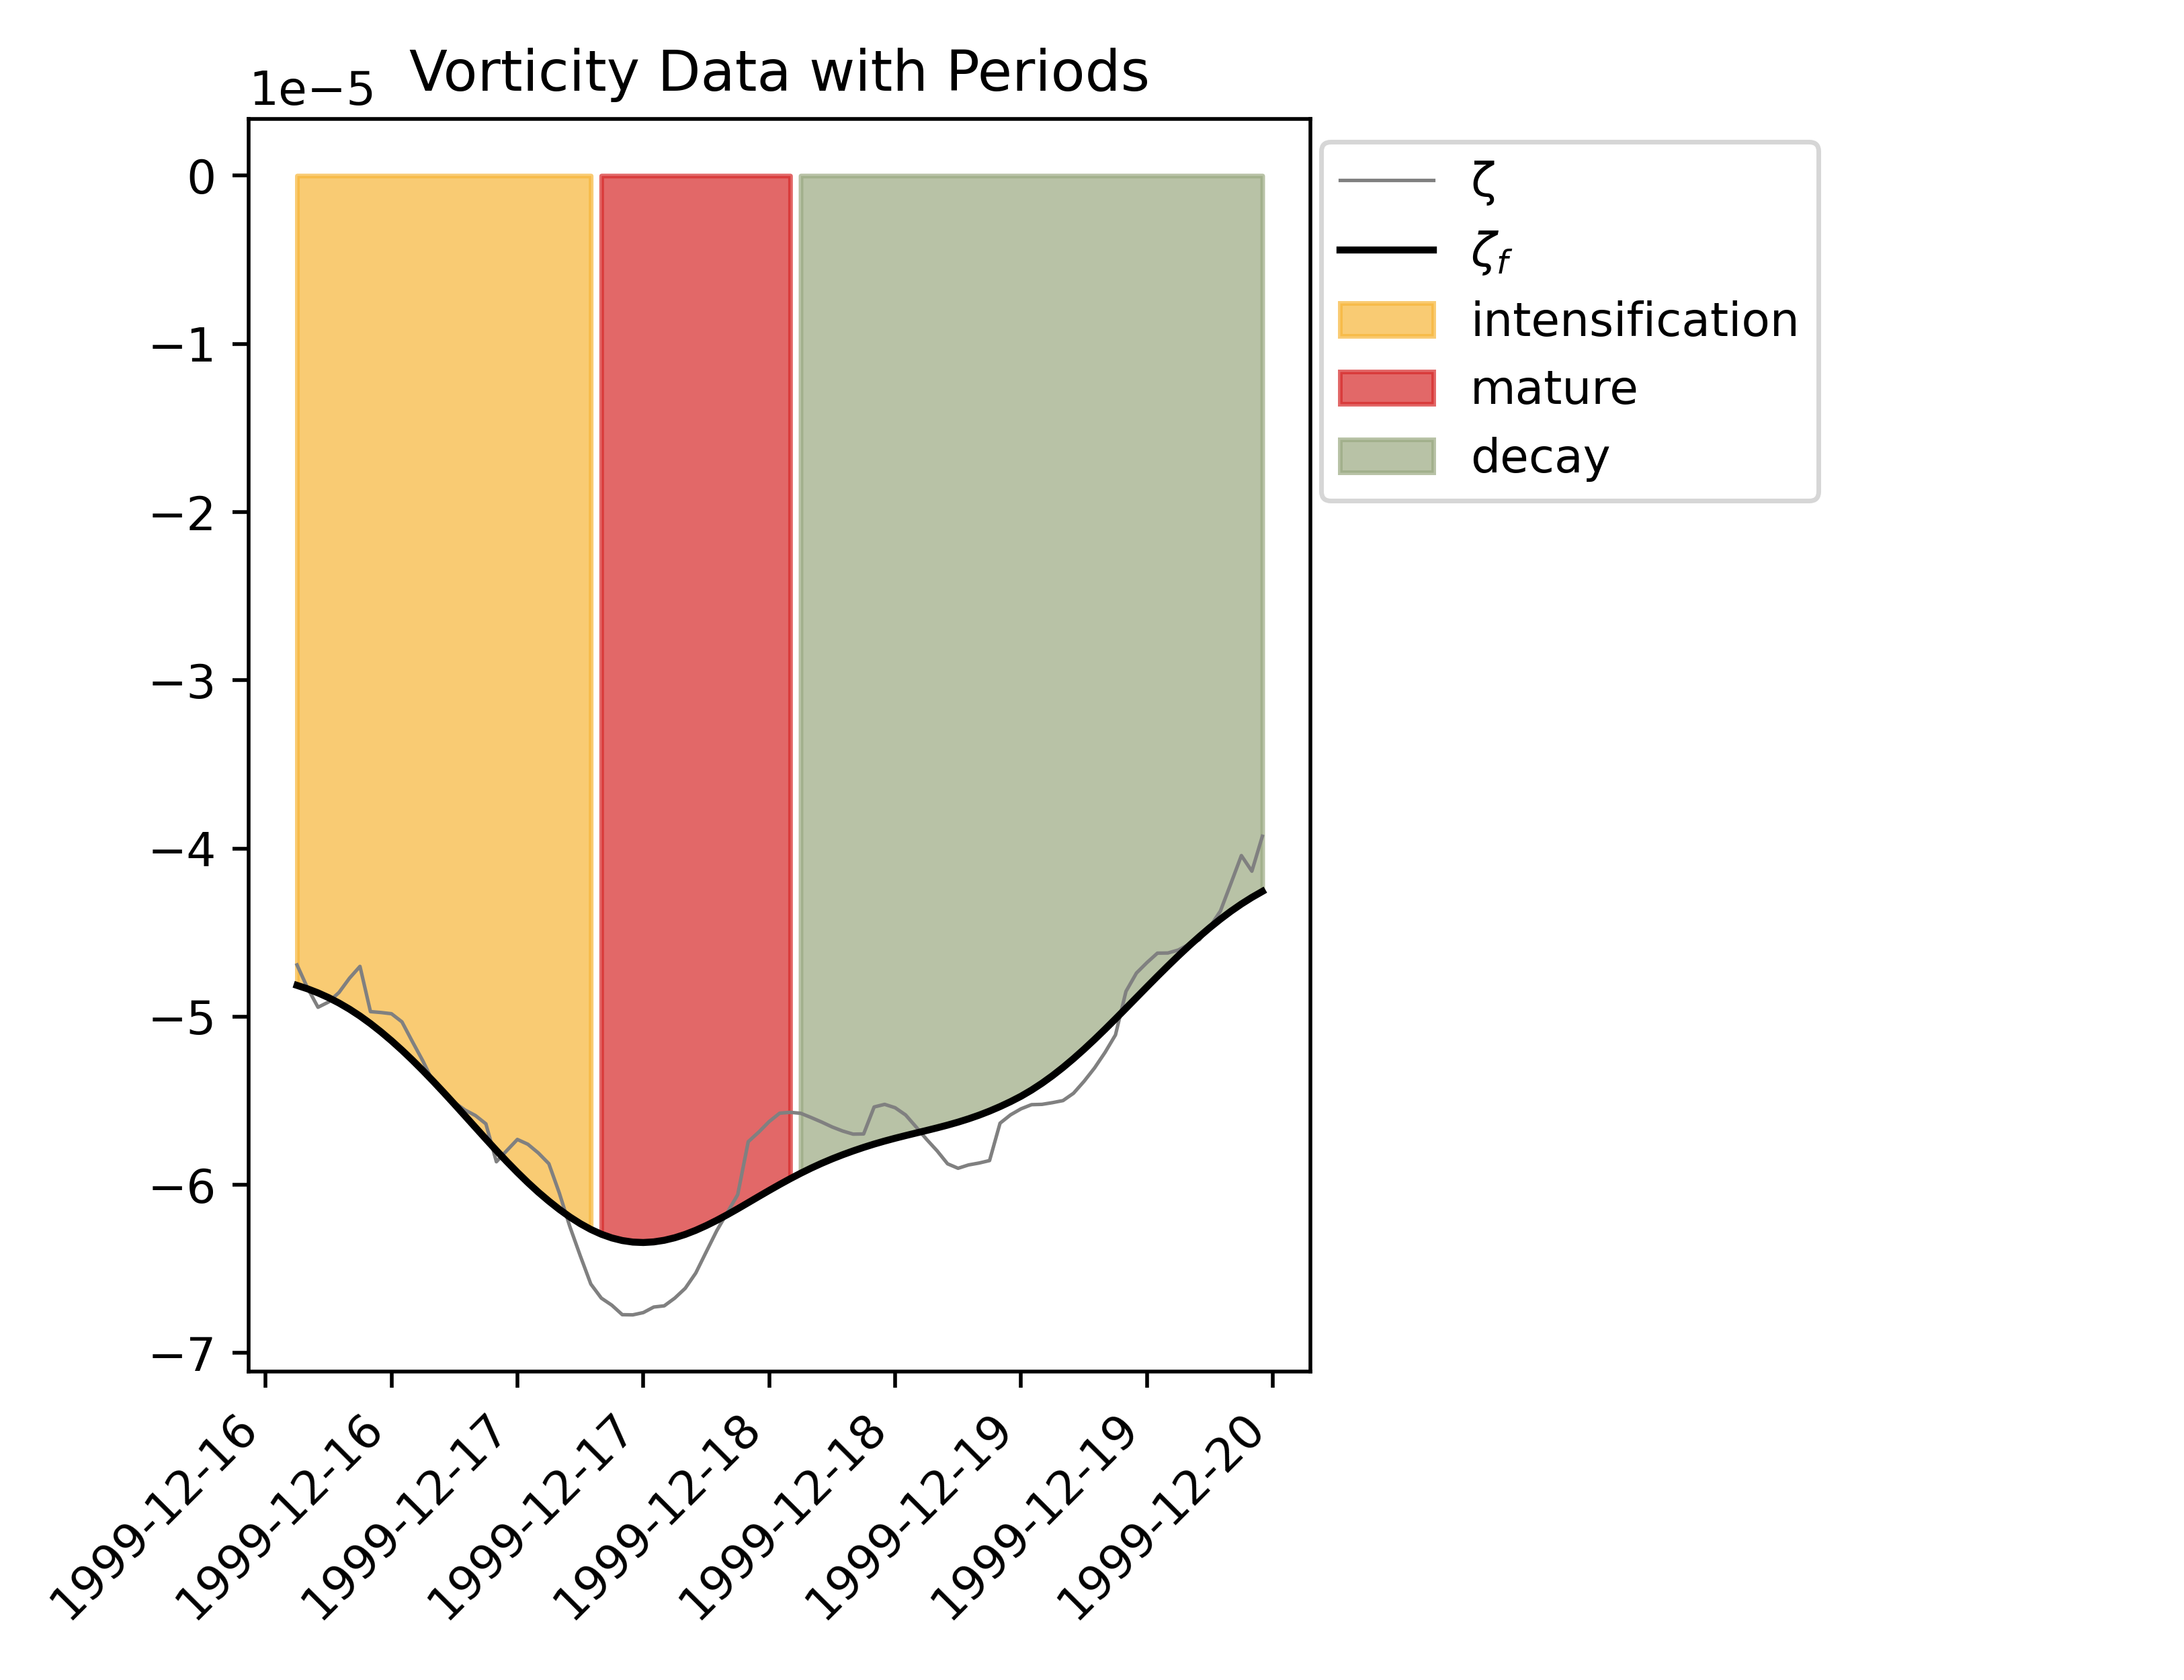 Vorticity Data with Periods
1e−5
0
−1
−2
−3
−4
−5
−6
−7
1999-12-16
1999-12-16
1999-12-17
1999-12-17
1999-12-18
1999-12-18
1999-12-19
1999-12-19
1999-12-20
ζ
ζf
intensification
mature
decay